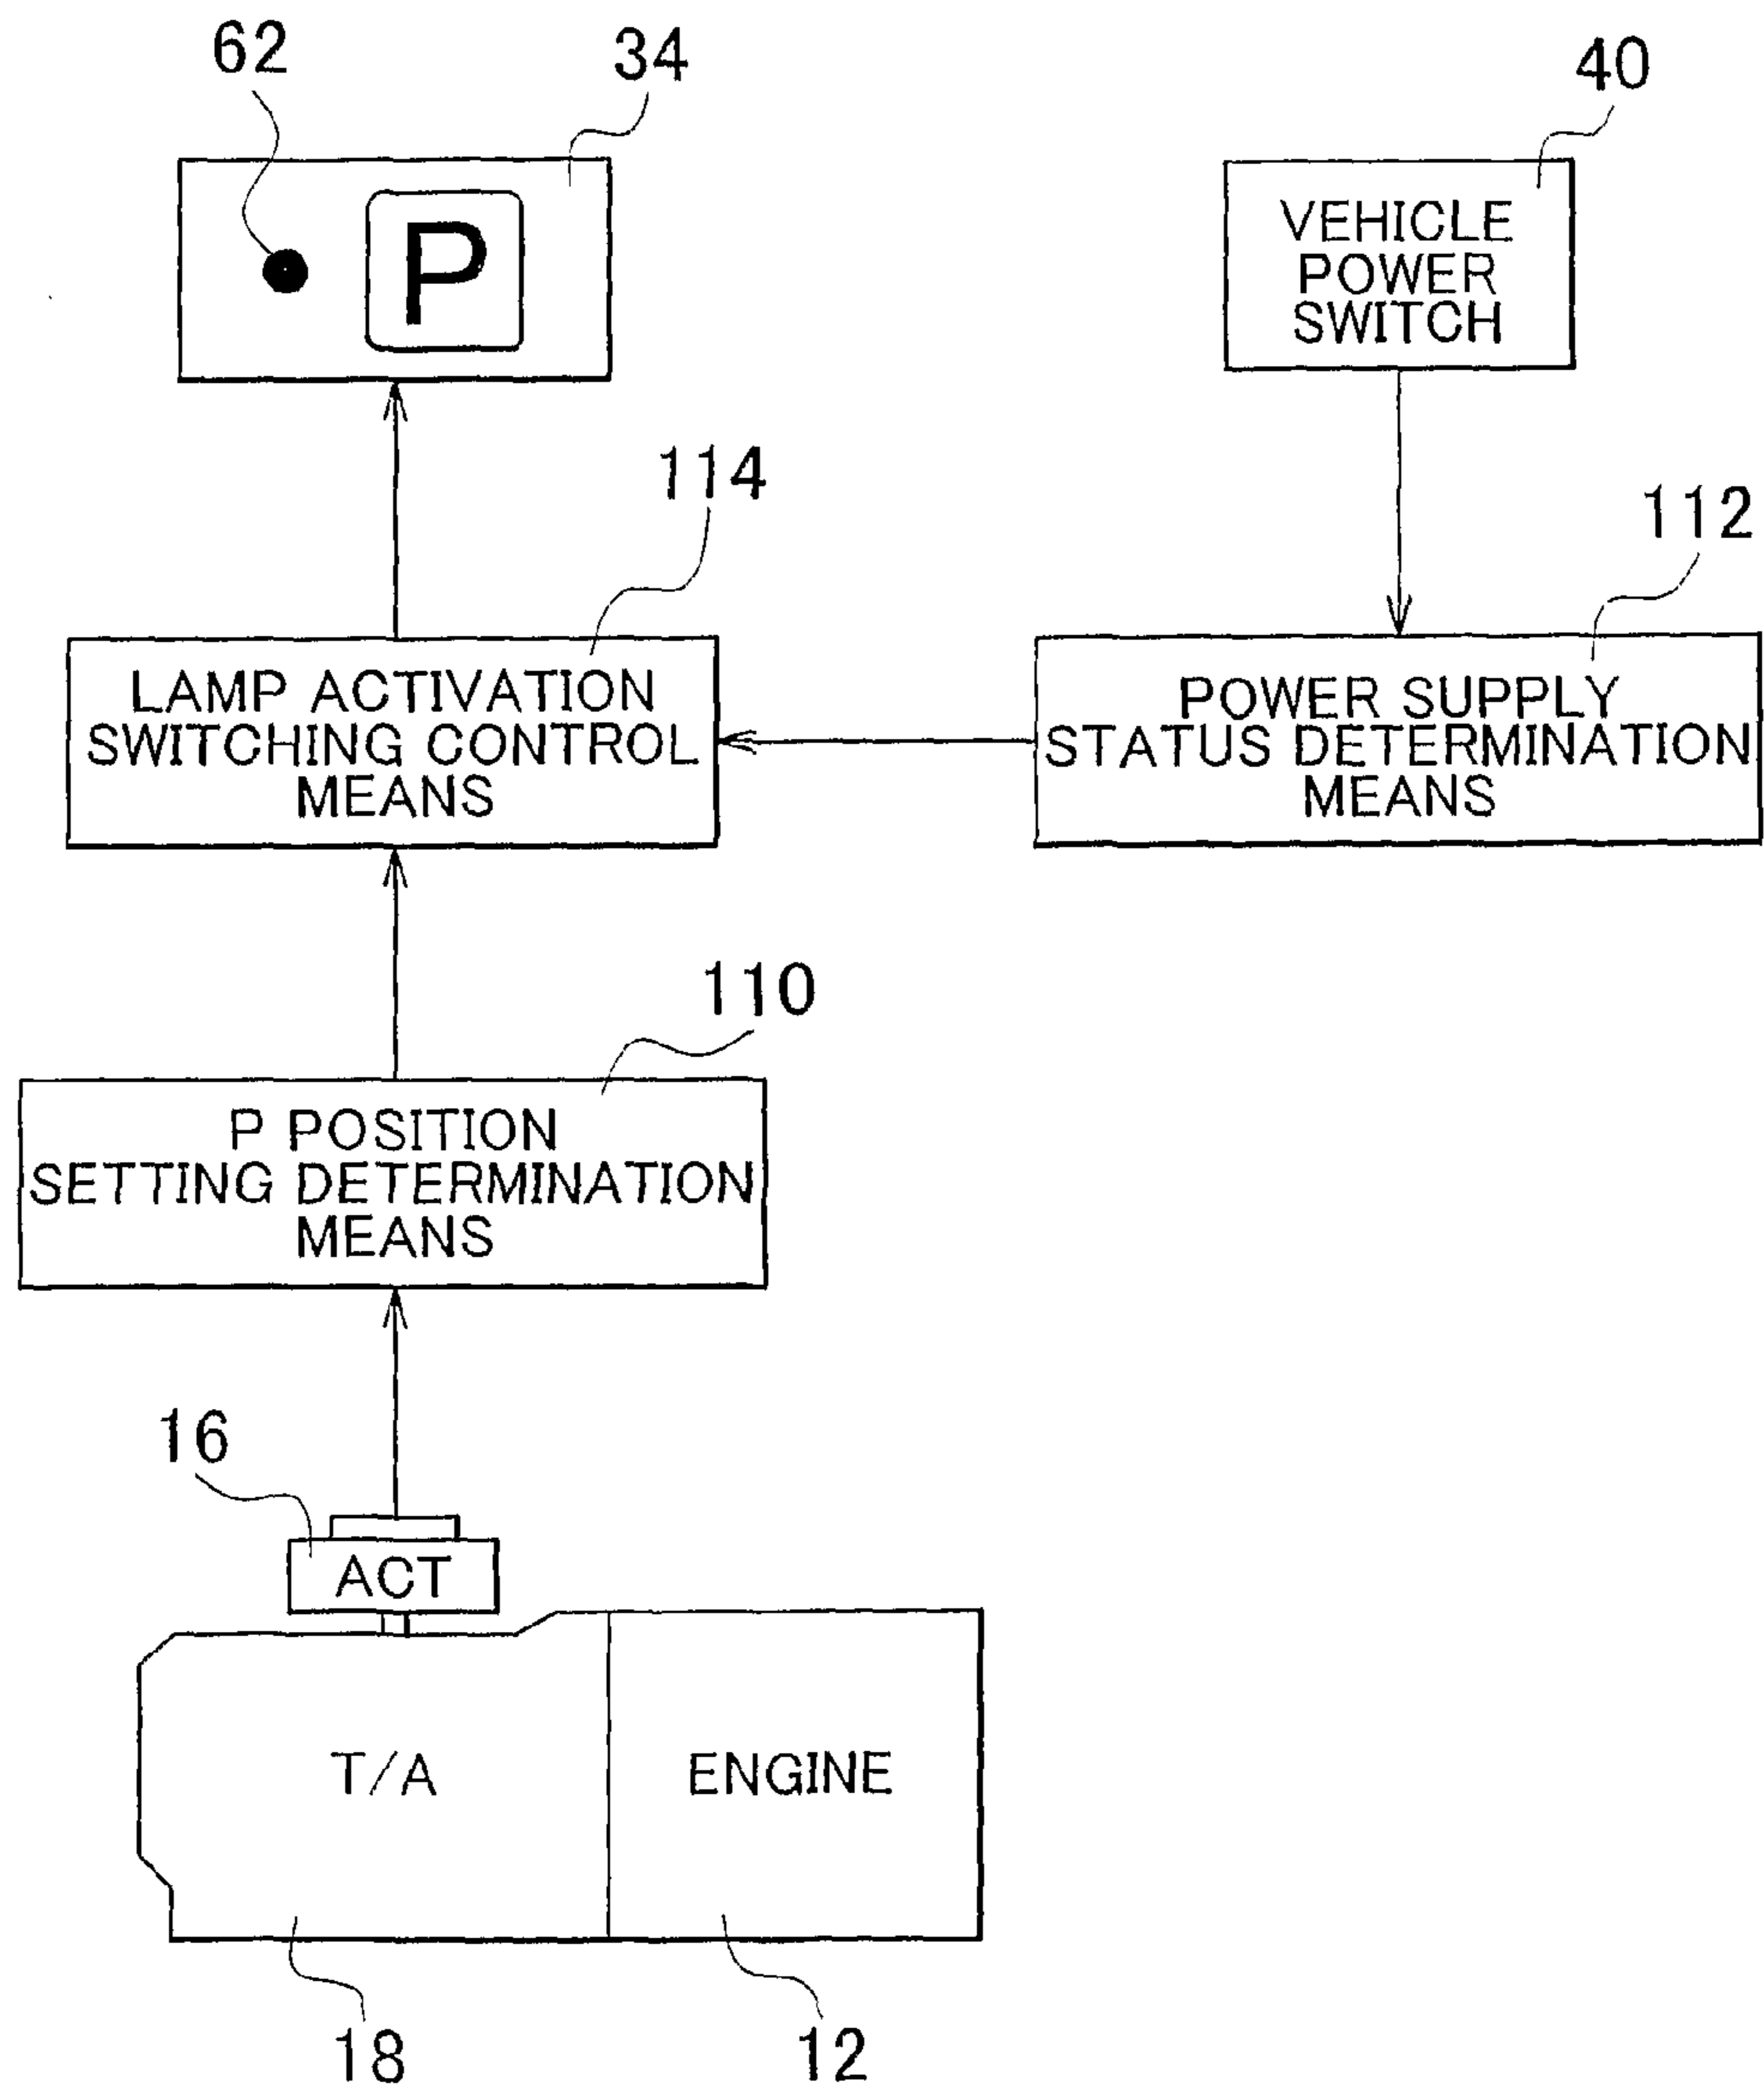 62
34
40
P
VEHICLE
POWER
SWITCH
114
112
LAMP ACTIVATION
SWITCHING CONTROL
MEANS
POWER SUPPLY
STATUS DETERMINATION
MEANS
110
P POSITION
SETTING DETERMINATION
MEANS
16
ACT
T/A
ENGINE
18
12